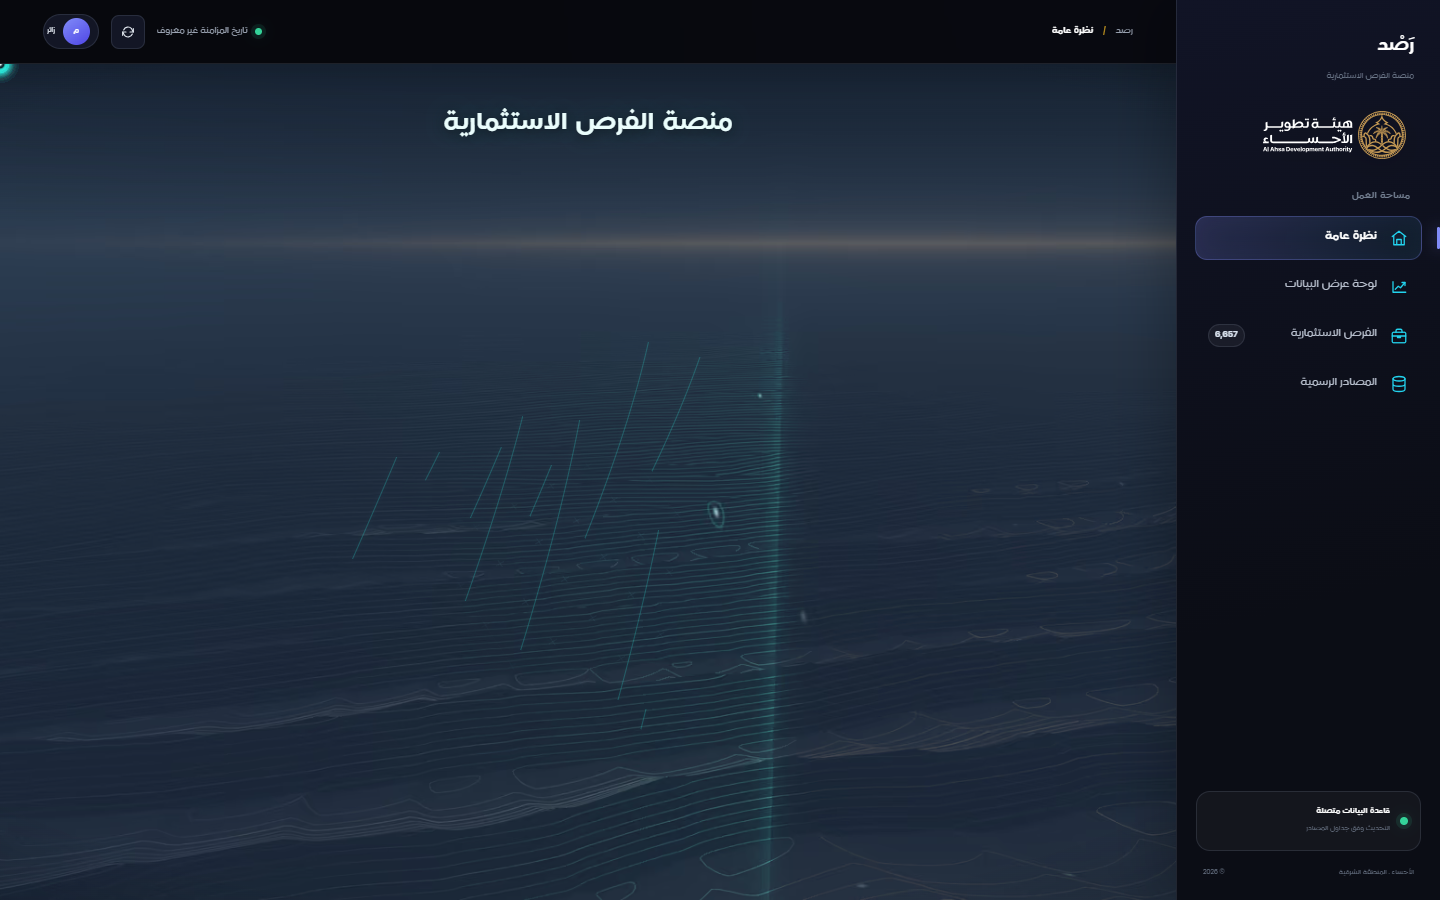 رَصْد
منصة الفرص الاستثمارية
هيئة تطوير
الأحساء
Al Ahsa Development Authority
مساحة العمل
نظرة عامة
لوحة عرض البيانات
الفرص الاستثمارية
6,657
المصادر الرسمية
قاعدة البيانات متصلة
التحديث وفق جداول المصادر
الأحساء . المنطقة الشرقية
© 2026
رصد / نظرة عامة
تاريخ المزامنة غير معروف
م
زائر
منصة الفرص الاستثمارية